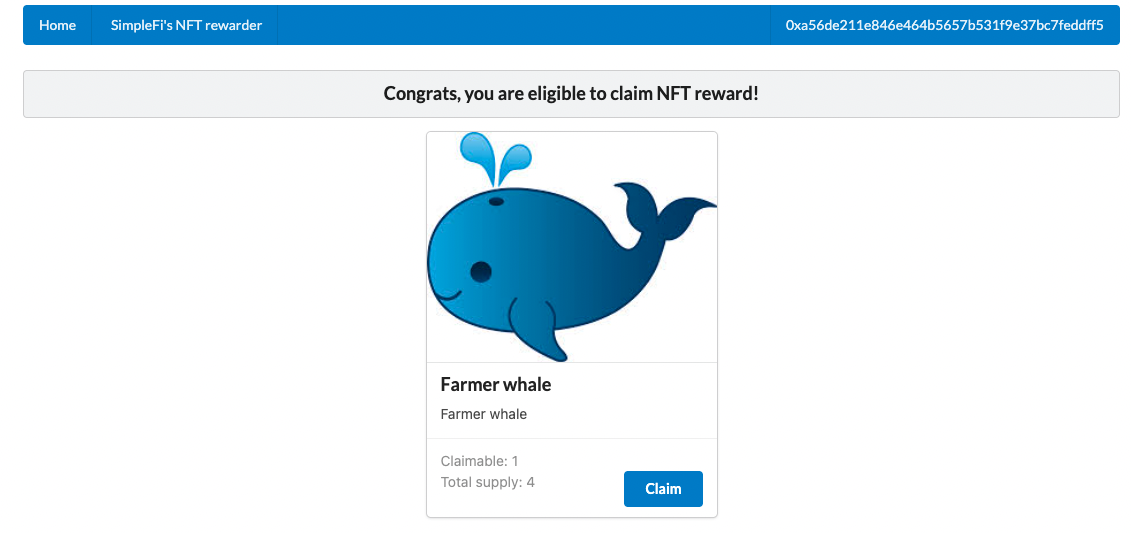 Home
SimpleFi's NFT rewarder
0xa56de211e846e464b5657b531f9e37bc7feddff5
Congrats, you are eligible to claim NFT reward!
Farmer whale
Farmer whale
Claimable: 1
Total supply: 4
Claim